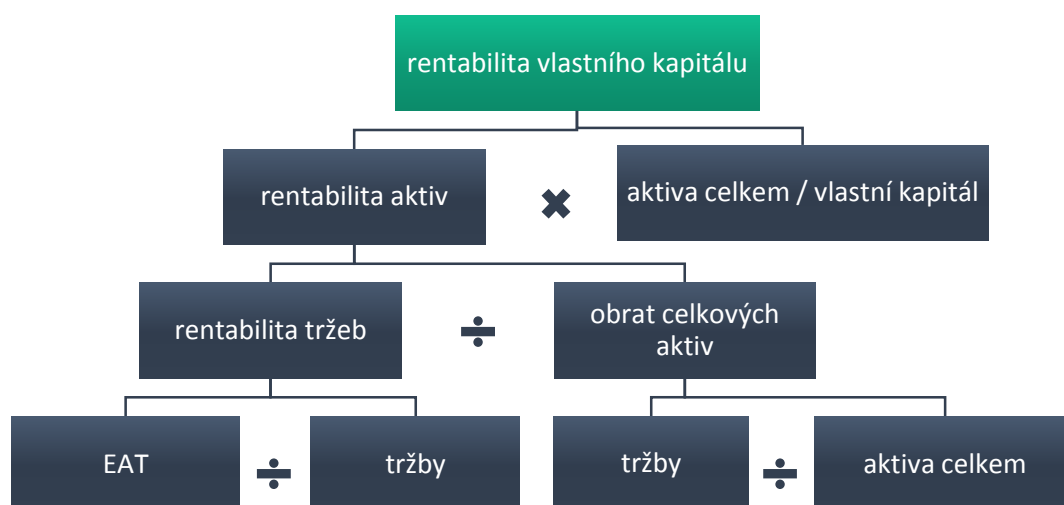 rentabilita vlastního kapitálu
rentabilita aktiv
✖
aktiva celkem / vlastní kapitál
rentabilita tržeb
÷
obrat celkových
aktiv
EAT
÷
tržby
tržby
÷
aktiva celkem